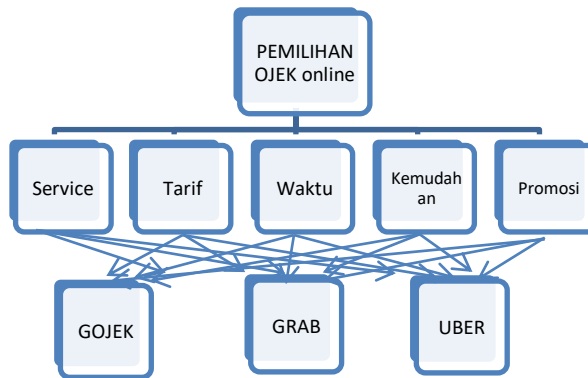 PEMILIHAN
OJEK online
Service
Tarif
Waktu
Kemudah
an
Promosi
GOJEK
GRAB
UBER